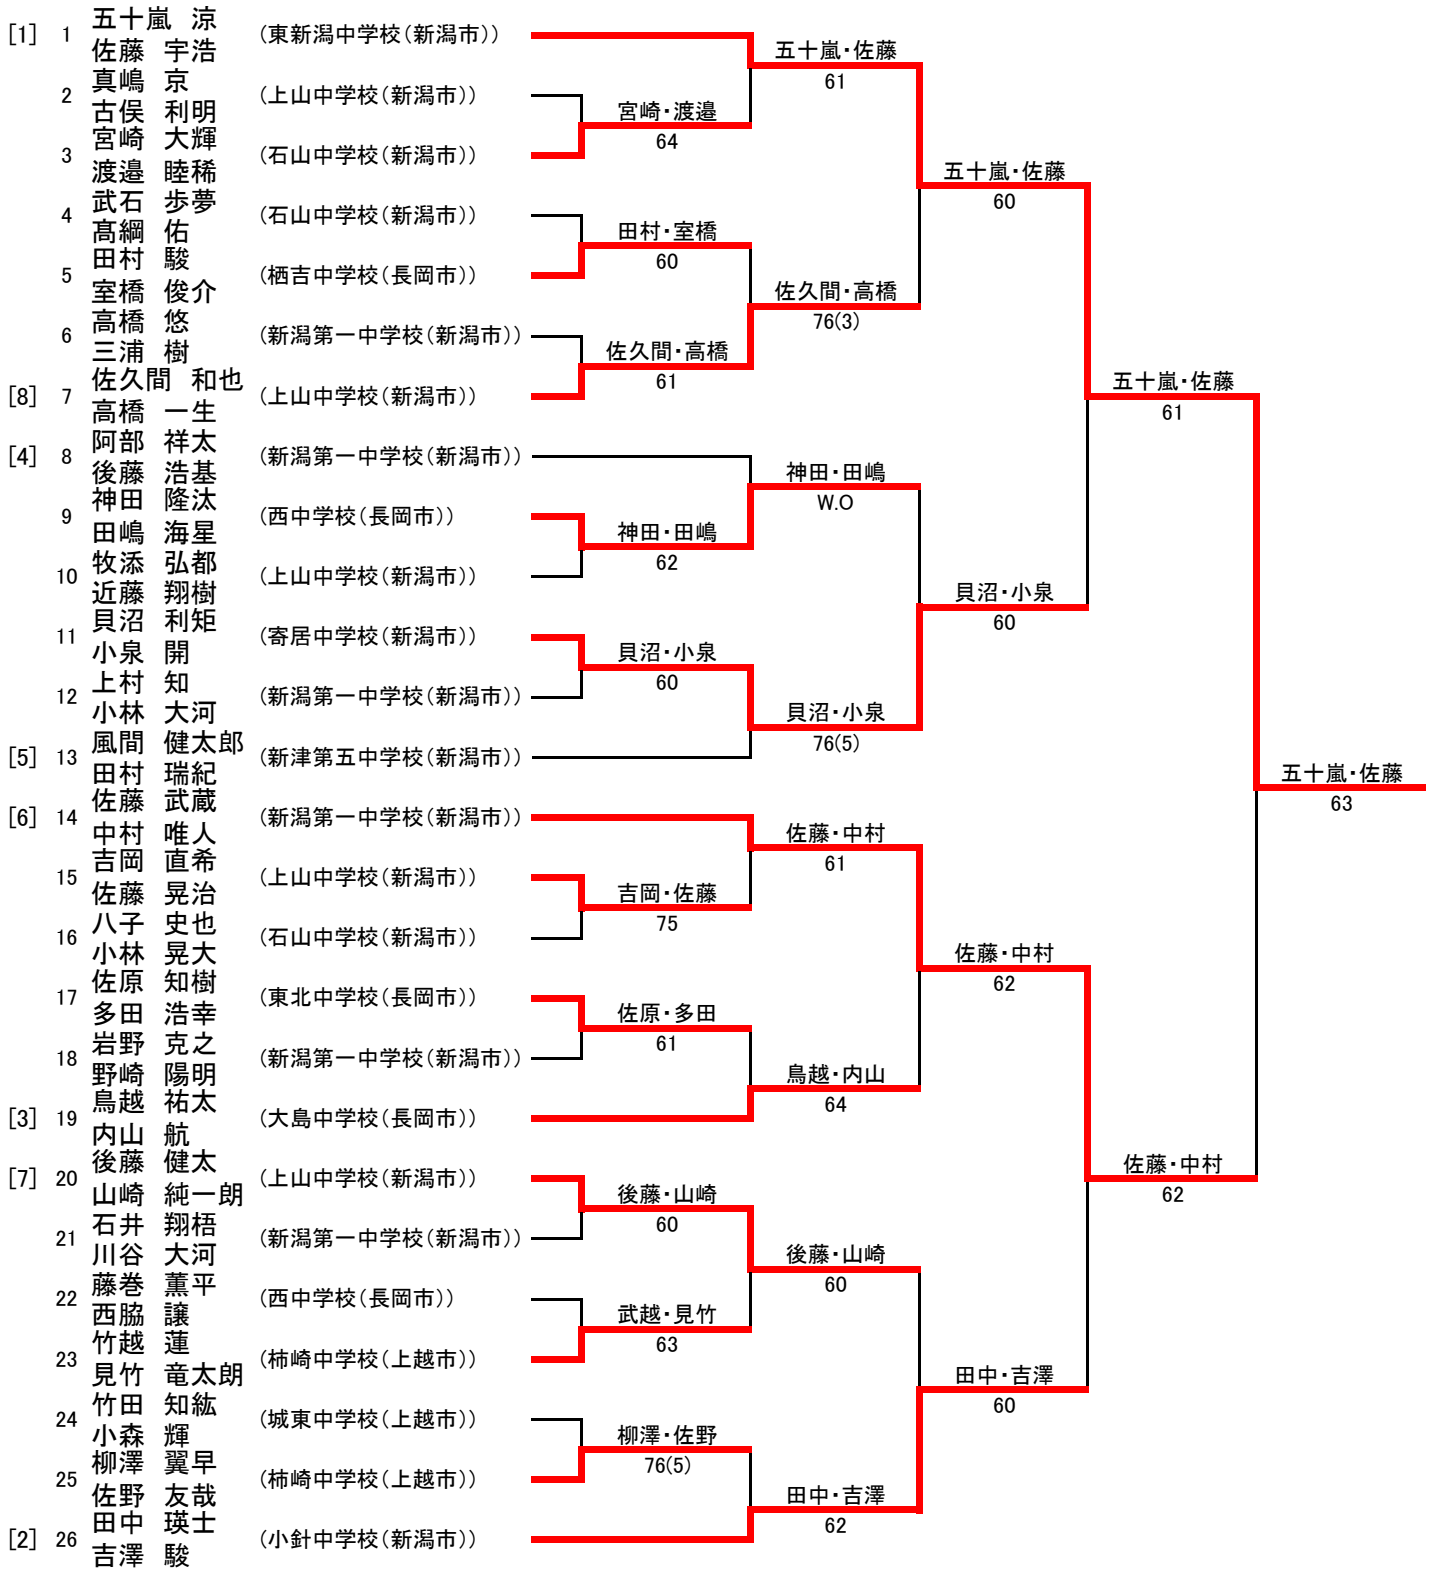 [1] 1 五十嵐 涼 (東新潟中学校(新潟市))
佐藤 宇浩
2 真嶋 京 (上山中学校(新潟市))
古俣 利明
3 宮崎 大輝 (石山中学校(新潟市))
渡邉 睦稀
4 武石 歩夢 (石山中学校(新潟市))
髙綱 佑
5 田村 駿 (栖吉中学校(長岡市))
室橋 俊介
6 高橋 悠 (新潟第一中学校(新潟市))
三浦 樹
[8] 7 佐久間 和也 (上山中学校(新潟市))
高橋 一生
[4] 8 阿部 祥太 (新潟第一中学校(新潟市))
後藤 浩基
9 神田 隆汰 (西中学校(長岡市))
田嶋 海星
10 牧添 弘都 (上山中学校(新潟市))
近藤 翔樹
11 貝沼 利矩 (寄居中学校(新潟市))
小泉 開
12 上村 知 (新潟第一中学校(新潟市))
小林 大河
[5] 13 風間 健太郎 (新津第五中学校(新潟市))
田村 瑞紀
[6] 14 佐藤 武蔵 (新潟第一中学校(新潟市))
中村 唯人
15 吉岡 直希 (上山中学校(新潟市))
佐藤 晃治
16 八子 史也 (石山中学校(新潟市))
小林 晃大
17 佐原 知樹 (東北中学校(長岡市))
多田 浩幸
18 岩野 克之 (新潟第一中学校(新潟市))
野崎 陽明
[3] 19 鳥越 祐太 (大島中学校(長岡市))
内山 航
[7] 20 後藤 健太 (上山中学校(新潟市))
山崎 純一朗
21 石井 翔梧 (新潟第一中学校(新潟市))
川谷 大河
22 藤巻 薫平 (西中学校(長岡市))
西脇 譲
23 竹越 蓮 (柿崎中学校(上越市))
見竹 竜太朗
24 竹田 知紘 (城東中学校(上越市))
小森 輝
25 柳澤 翼早 (柿崎中学校(上越市))
佐野 友哉
[2] 26 田中 瑛士 (小針中学校(新潟市))
吉澤 駿
宮崎・渡邉
64
田村・室橋
60
佐久間・高橋
61
神田・田嶋
62
貝沼・小泉
60
吉岡・佐藤
75
佐原・多田
61
後藤・山崎
60
武越・見竹
63
柳澤・佐野
76(5)
五十嵐・佐藤
61
佐久間・高橋
76(3)
神田・田嶋
W.O
貝沼・小泉
76(5)
佐藤・中村
61
鳥越・内山
64
後藤・山崎
60
田中・吉澤
62
五十嵐・佐藤
60
貝沼・小泉
60
佐藤・中村
62
田中・吉澤
60
五十嵐・佐藤
61
佐藤・中村
62
五十嵐・佐藤
63